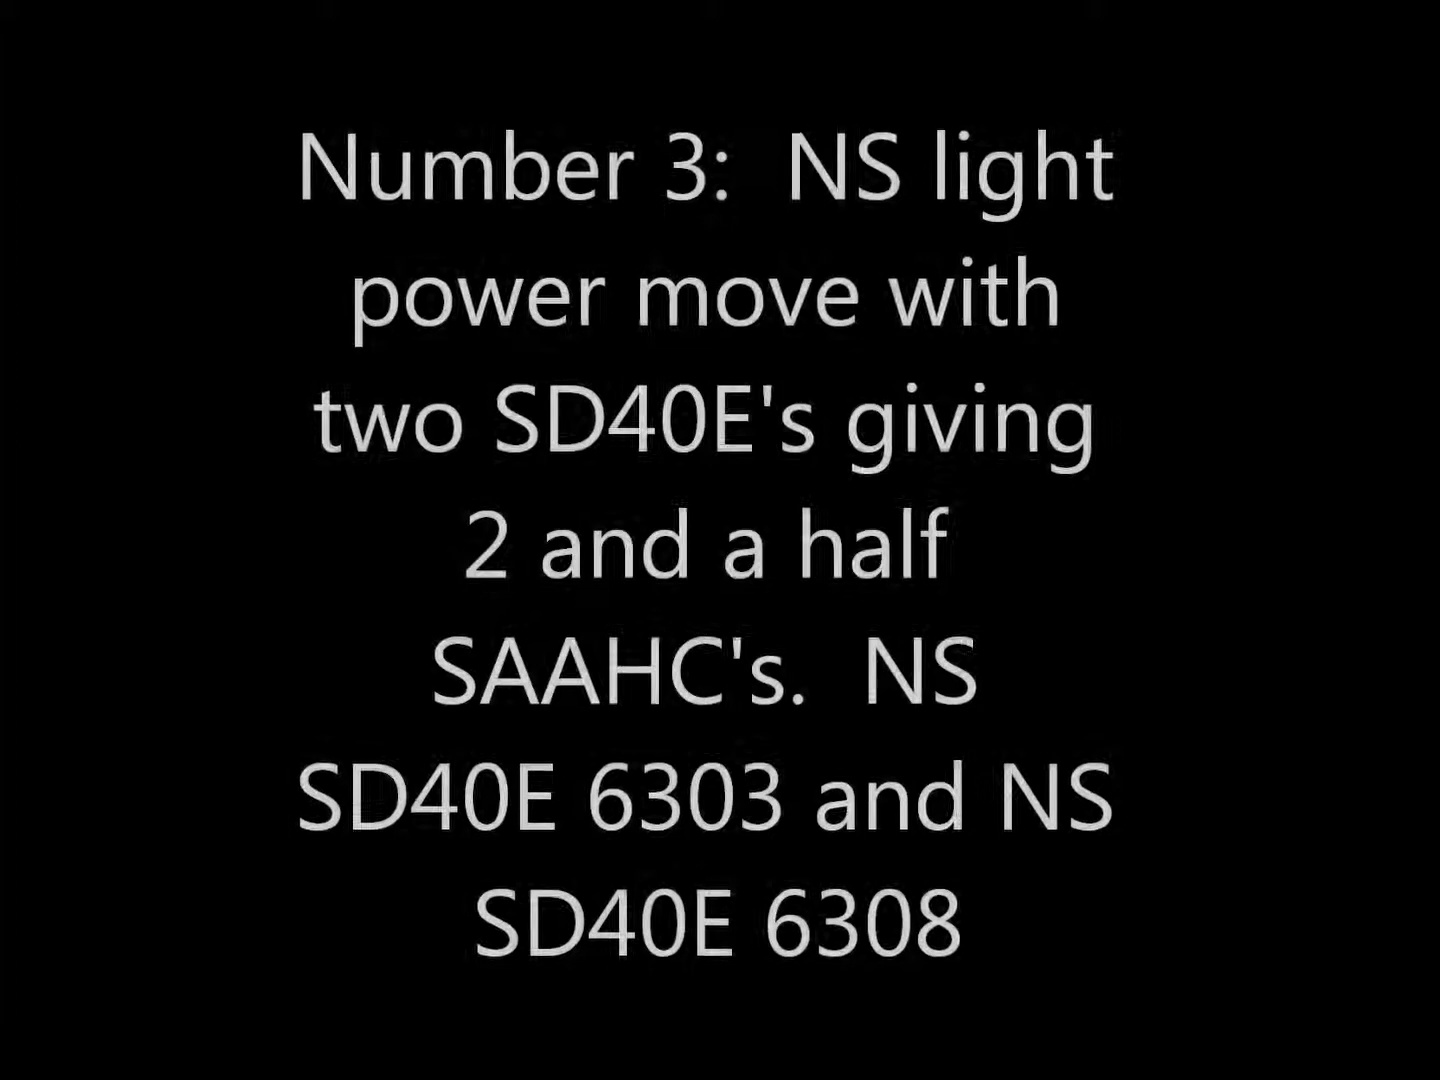 Number 3:  NS light
power move with
two SD40E's giving
2 and a half
SAAHC's.  NS
SD40E 6303 and NS
SD40E 6308